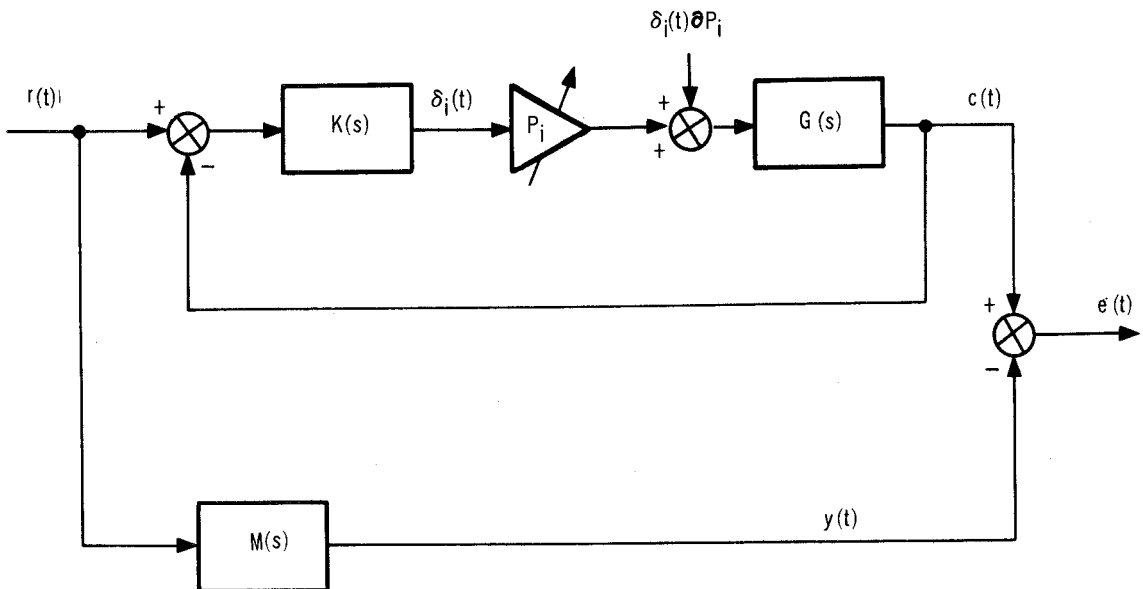 δᵢ(t)∂Pᵢ
r(t)
+
K(s)
δᵢ(t)
Pᵢ
+
+
G(s)
c(t)
−
+
e(t)
−
M(s)
y(t)